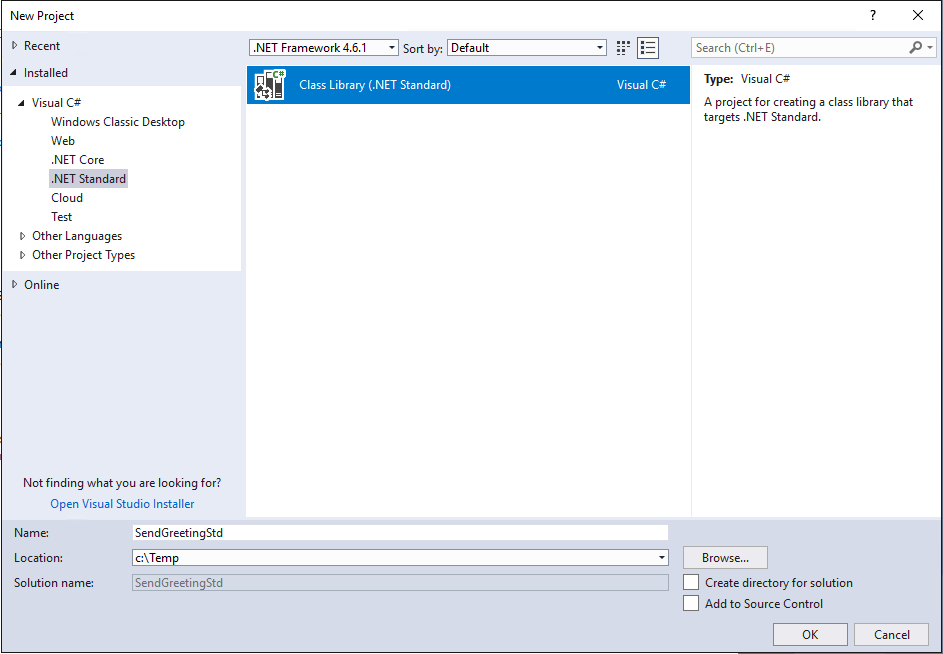 New Project
?
Recent
.NET Framework 4.6.1
Sort by:
Default
Search (Ctrl+E)
Installed
Visual C#
Windows Classic Desktop
Web
.NET Core
.NET Standard
Cloud
Test
Other Languages
Other Project Types
Online
Not finding what you are looking for?
Open Visual Studio Installer
C#
Class Library (.NET Standard)
Visual C#
Type: Visual C#
A project for creating a class library that
targets .NET Standard.
Name:
SendGreetingStd
Location:
c:\Temp
Browse...
Solution name:
SendGreetingStd
Create directory for solution
Add to Source Control
OK
Cancel